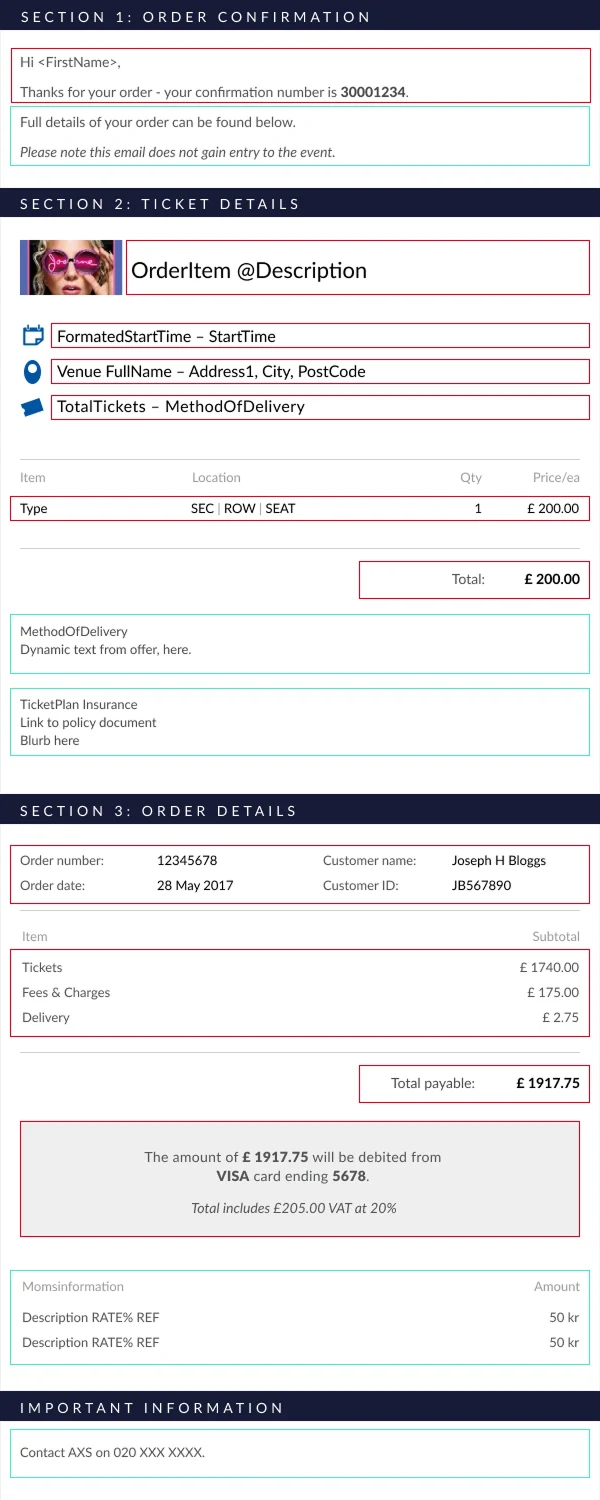 SECTION 1: ORDER CONFIRMATION
Hi <FirstName>,
Thanks for your order - your confirmation number is 30001234.
Full details of your order can be found below.
Please note this email does not gain entry to the event.
SECTION 2: TICKET DETAILS
OrderItem @Description
FormatedStartTime – StartTime
Venue FullName – Address1, City, PostCode
TotalTickets – MethodOfDelivery
Item Location Qty Price/ea
Type SEC | ROW | SEAT 1 £ 200.00
Total: £ 200.00
MethodOfDelivery
Dynamic text from offer, here.
TicketPlan Insurance
Link to policy document
Blurb here
SECTION 3: ORDER DETAILS
Order number: 12345678 Customer name: Joseph H Bloggs
Order date: 28 May 2017 Customer ID: JB567890
Item Subtotal
Tickets £ 1740.00
Fees & Charges £ 175.00
Delivery £ 2.75
Total payable: £ 1917.75
The amount of £ 1917.75 will be debited from
VISA card ending 5678.
Total includes £205.00 VAT at 20%
Momsinformation Amount
Description RATE% REF 50 kr
Description RATE% REF 50 kr
IMPORTANT INFORMATION
Contact AXS on 020 XXX XXXX.